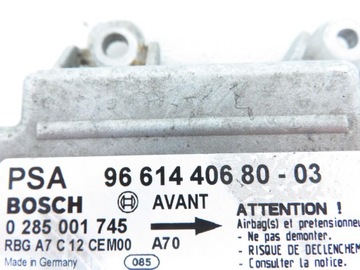 PSA 96 614 406 80 - 03
BOSCH AVANT
0 285 001 745
RBG A7 C 12 CEM00 A70
Made in Germany 085
ATTENTION !
Airbag(s) et pretensionneur
- Ne pas demonter.
- RISQUE DE DECLENCHEM
- Consulter la notice.